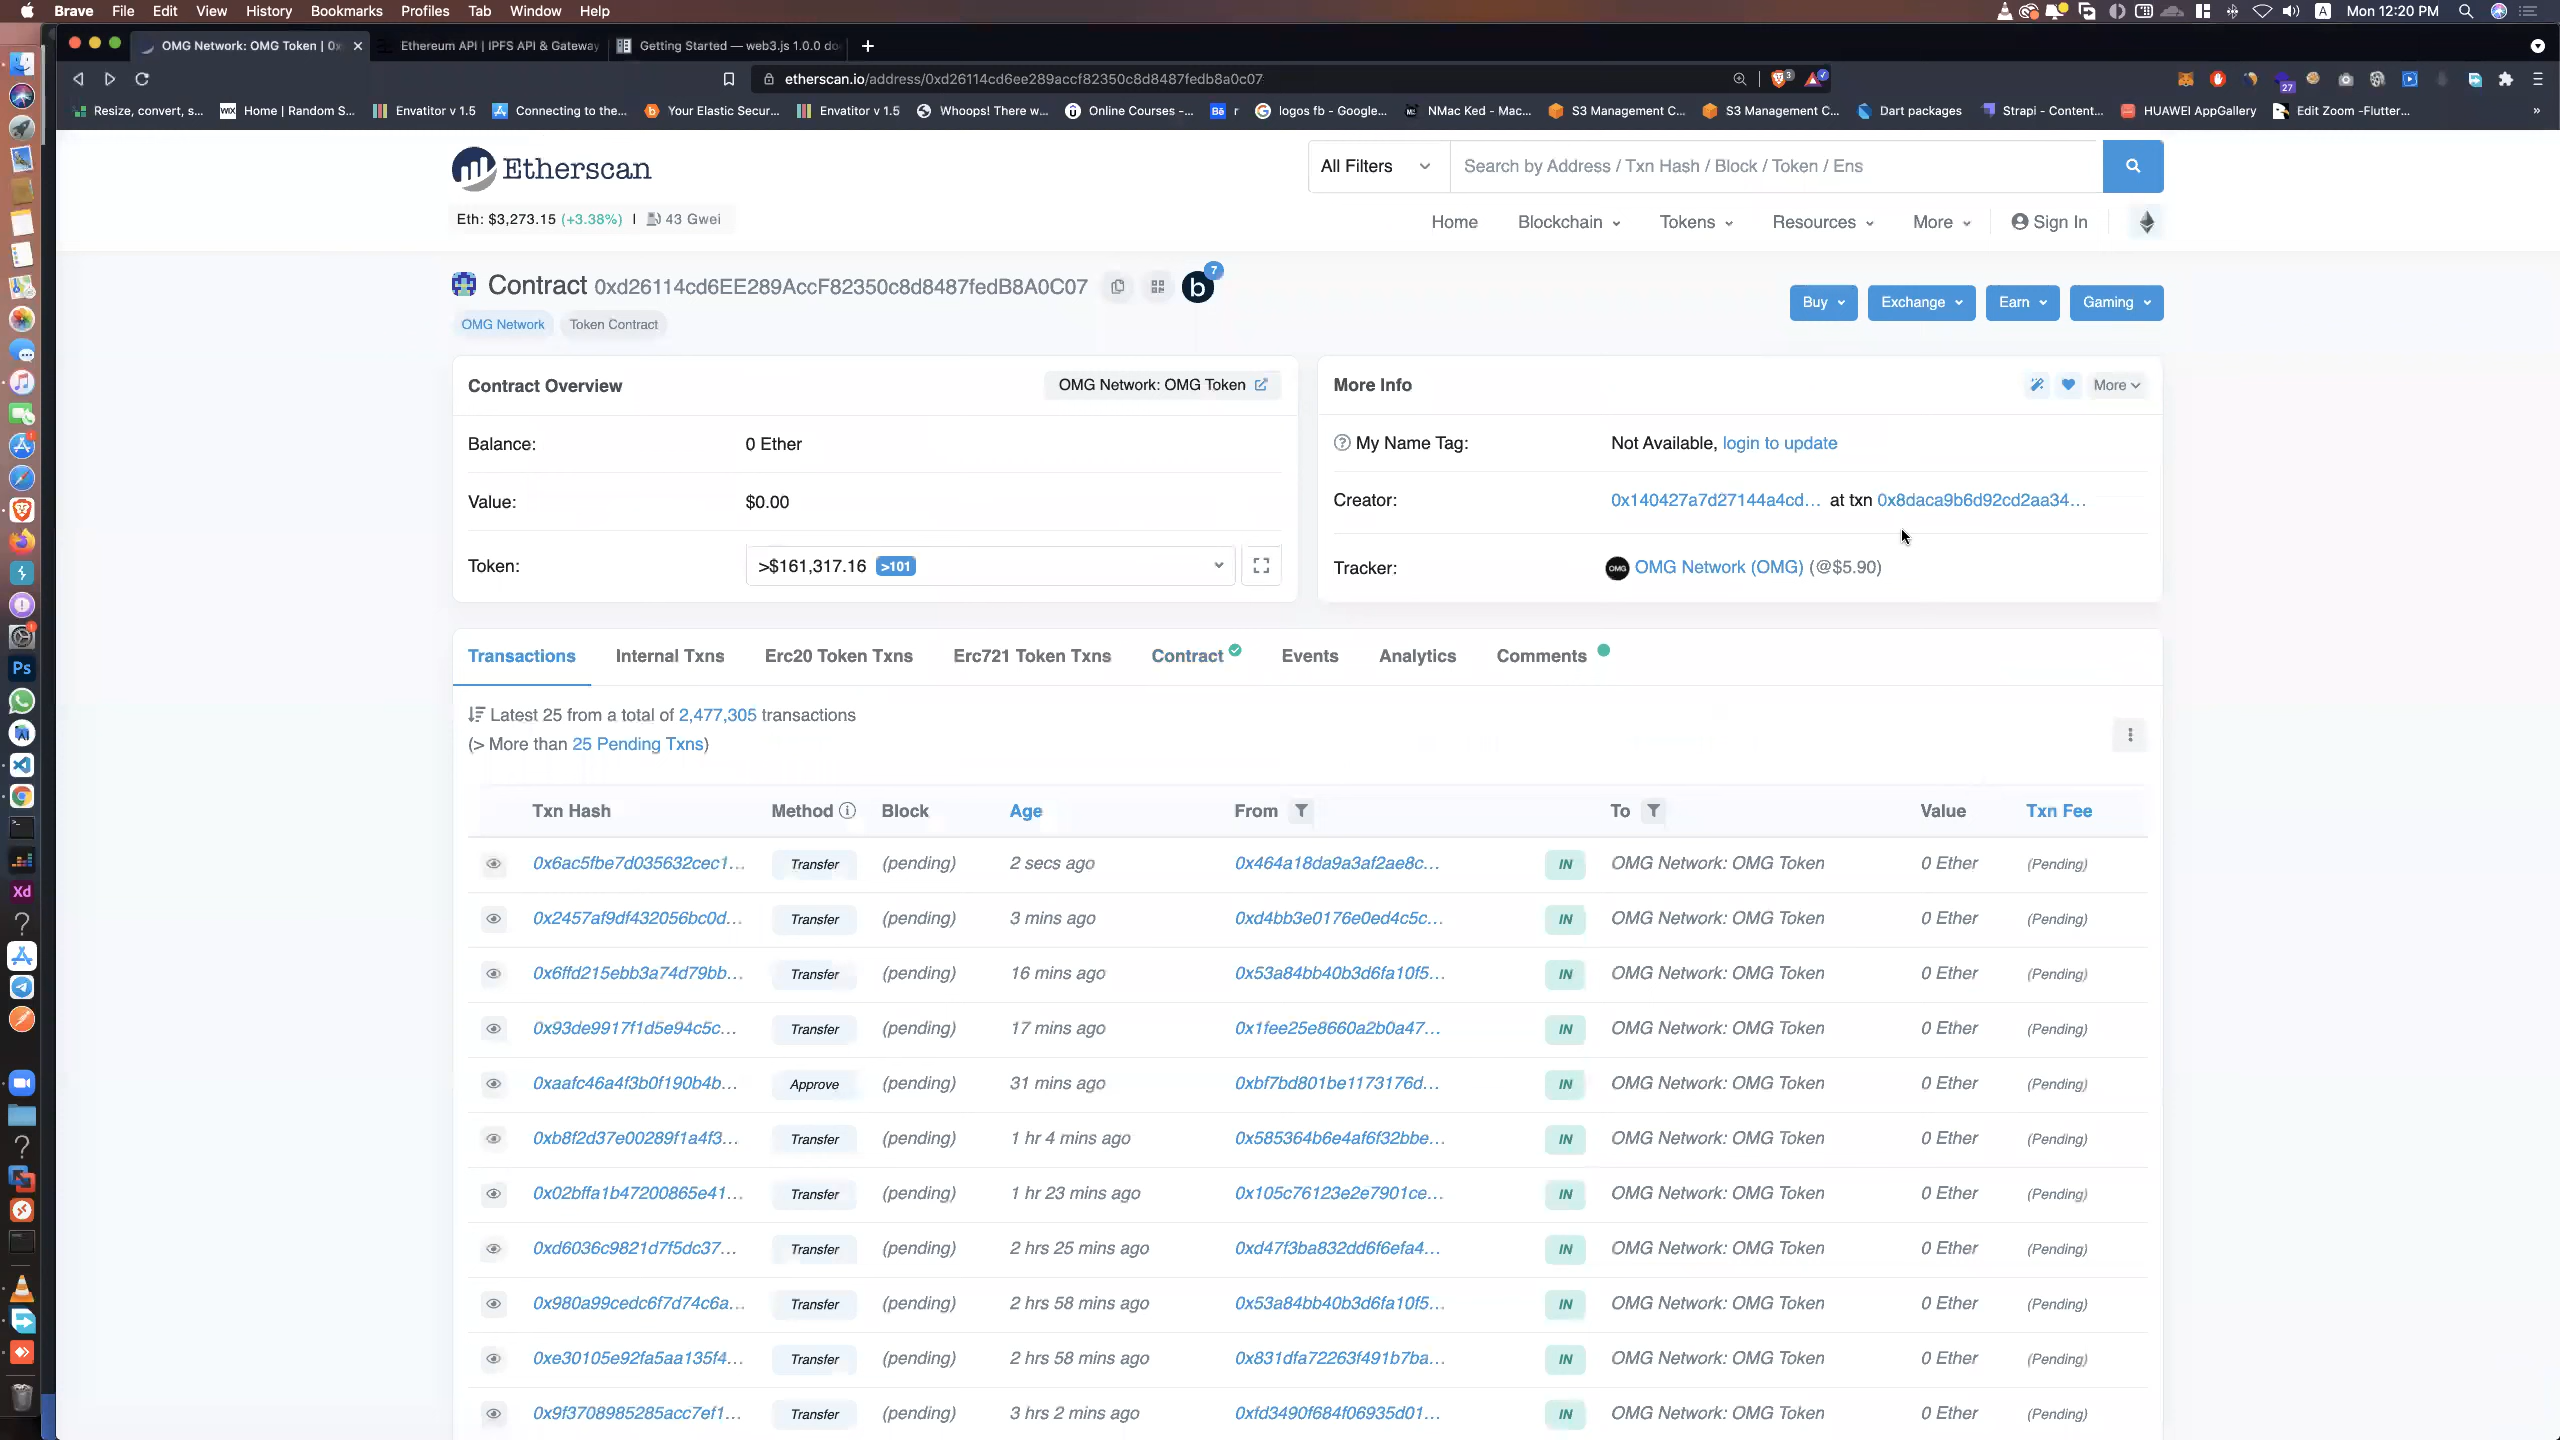 Brave File Edit View History Bookmarks Profiles Tab Window Help
A Mon 12:20 PM
OMG Network: OMG Token | 0x
Ethereum API | IPFS API & Gateway
Getting Started — web3.js 1.0.0 do
etherscan.io/address/0xd26114cd6ee289accf82350c8d8487fedb8a0c07
3
27
Resize, convert, s... Home | Random S... Envatitor v 1.5 Connecting to the... Your Elastic Secur... Envatitor v 1.5 Whoops! There w... Online Courses -... Bē r logos fb - Google... NMac Ked - Mac... S3 Management C... S3 Management C... Dart packages Strapi - Content... HUAWEI AppGallery Edit Zoom -Flutter... »
Etherscan
All Filters
Search by Address / Txn Hash / Block / Token / Ens
Eth: $3,273.15 (+3.38%) | 43 Gwei
Home Blockchain Tokens Resources More Sign In
Contract 0xd26114cd6EE289AccF82350c8d8487fedB8A0C07 b 7
OMG Network Token Contract
Buy Exchange Earn Gaming
Contract Overview
OMG Network: OMG Token
Balance: 0 Ether
Value: $0.00
Token: >$161,317.16 >101
More Info
More
My Name Tag: Not Available, login to update
Creator: 0x140427a7d27144a4cd... at txn 0x8daca9b6d92cd2aa34...
Tracker: OMG OMG Network (OMG) (@$5.90)
Transactions Internal Txns Erc20 Token Txns Erc721 Token Txns Contract Events Analytics Comments
Latest 25 from a total of 2,477,305 transactions
(> More than 25 Pending Txns)
Txn Hash Method Block Age From To Value Txn Fee
0x6ac5fbe7d035632cec1... Transfer (pending) 2 secs ago 0x464a18da9a3af2ae8c... IN OMG Network: OMG Token 0 Ether (Pending)
0x2457af9df432056bc0d... Transfer (pending) 3 mins ago 0xd4bb3e0176e0ed4c5c... IN OMG Network: OMG Token 0 Ether (Pending)
0x6ffd215ebb3a74d79bb... Transfer (pending) 16 mins ago 0x53a84bb40b3d6fa10f5... IN OMG Network: OMG Token 0 Ether (Pending)
0x93de9917f1d5e94c5c... Transfer (pending) 17 mins ago 0x1fee25e8660a2b0a47... IN OMG Network: OMG Token 0 Ether (Pending)
0xaafc46a4f3b0f190b4b... Approve (pending) 31 mins ago 0xbf7bd801be1173176d... IN OMG Network: OMG Token 0 Ether (Pending)
0xb8f2d37e00289f1a4f3... Transfer (pending) 1 hr 4 mins ago 0x585364b6e4af6f32bbe... IN OMG Network: OMG Token 0 Ether (Pending)
0x02bffa1b47200865e41... Transfer (pending) 1 hr 23 mins ago 0x105c76123e2e7901ce... IN OMG Network: OMG Token 0 Ether (Pending)
0xd6036c9821d7f5dc37... Transfer (pending) 2 hrs 25 mins ago 0xd47f3ba832dd6f6efa4... IN OMG Network: OMG Token 0 Ether (Pending)
0x980a99cedc6f7d74c6a... Transfer (pending) 2 hrs 58 mins ago 0x53a84bb40b3d6fa10f5... IN OMG Network: OMG Token 0 Ether (Pending)
0xe30105e92fa5aa135f4... Transfer (pending) 2 hrs 58 mins ago 0x831dfa72263f491b7ba... IN OMG Network: OMG Token 0 Ether (Pending)
0x9f3708985285acc7ef1... Transfer (pending) 3 hrs 2 mins ago 0xfd3490f684f06935d01... IN OMG Network: OMG Token 0 Ether (Pending)
Ps
Xd